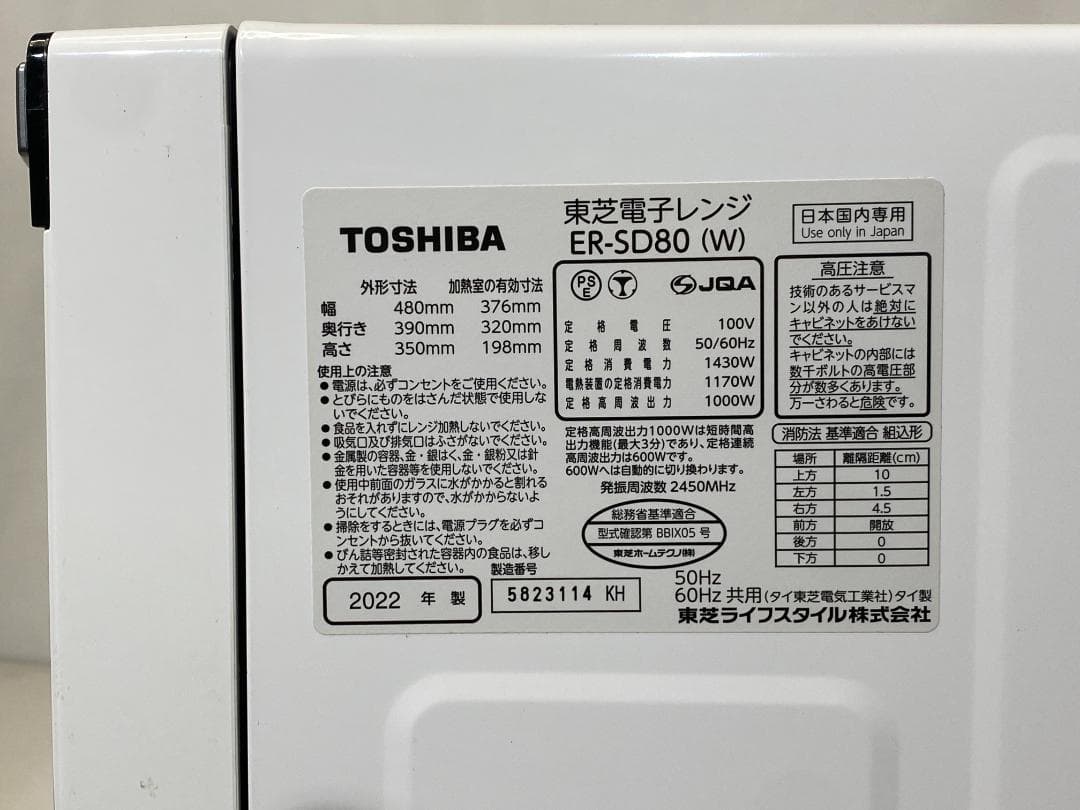 TOSHIBA
東芝電子レンジ
ER-SD80 (W)
日本国内専用
Use only in Japan
外形寸法 加熱室の有効寸法
幅 480mm 376mm
奥行き 390mm 320mm
高さ 350mm 198mm
使用上の注意
●電源は、必ずコンセントをご使用ください。
●とびらにものをはさんだ状態で使用しな
いでください。
●食品を入れずにレンジ加熱しないでください。
●吸気口及び排気口はふさがないでください。
●金属製の容器、金・銀はく、金・銀粉又は針
金を用いた容器等を使用しないでください。
●使用中前面のガラスに水がかかると割れる
おそれがありますので、水がかからないよ
うにしてください。
●掃除をするときには、電源プラグを必ずコ
ンセントから抜いてください。
●びん詰等密封された容器内の食品は、移し
かえて加熱してください。
2022 年 製
製造番号
5823114 KH
PS
E
JQA
定格電圧 100V
定格周波数 50/60Hz
定格消費電力 1430W
電熱装置の定格消費電力 1170W
定格高周波出力 1000W
定格高周波出力1000Wは短時間高
出力機能(最大3分)であり、定格連続
高周波出力は600Wです。
600Wへは自動的に切り換わります。
発振周波数 2450MHz
総務省基準適合
型式確認第 BBIX05 号
東芝ホームテクノ(株)
高圧注意
技術のあるサービスマ
ン以外の人は絶対に
キャビネットをあけない
でください。
キャビネットの内部には
数千ボルトの高電圧部
分が数多くあります。
万一さわると危険です。
消防法 基準適合 組込形
場所 離隔距離(cm)
上方 10
左方 1.5
右方 4.5
前方 開放
後方 0
下方 0
50Hz
60Hz 共用 (タイ東芝電気工業社) タイ製
東芝ライフスタイル株式会社